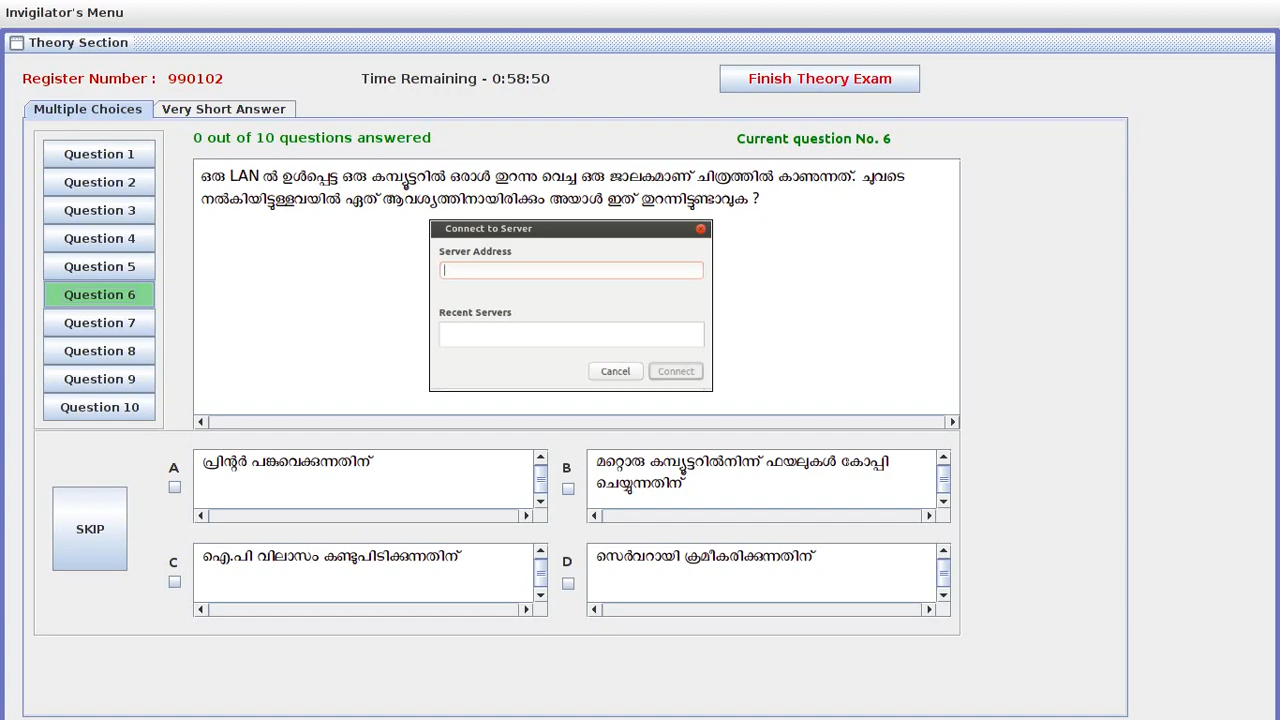 Invigilator's Menu
Theory Section
Register Number : 990102
Time Remaining - 0:58:50
Finish Theory Exam
Multiple Choices
Very Short Answer
0 out of 10 questions answered
Current question No. 6
Question 1
Question 2
Question 3
Question 4
Question 5
Question 6
Question 7
Question 8
Question 9
Question 10
ഒരു LAN ൽ ഉൾപ്പെട്ട ഒരു കമ്പ്യൂട്ടറിൽ ഒരാൾ തുറന്നു വെച്ച ഒരു ജാലകമാണ് ചിത്രത്തിൽ കാണുന്നത്. ചുവടെ
നൽകിയിട്ടുള്ളവയിൽ ഏത് ആവശ്യത്തിനായിരിക്കും അയാൾ ഇത് തുറന്നിട്ടുണ്ടാവുക ?
Connect to Server
Server Address
Recent Servers
Cancel
Connect
SKIP
A
പ്രിന്റർ പങ്കുവെക്കുന്നതിന്
B
മറ്റൊരു കമ്പ്യൂട്ടറിൽനിന്ന് ഫയലുകൾ കോപ്പി
ചെയ്യുന്നതിന്
C
ഐ.പി വിലാസം കണ്ടുപിടിക്കുന്നതിന്
D
സെർവറായി ക്രമീകരിക്കുന്നതിന്